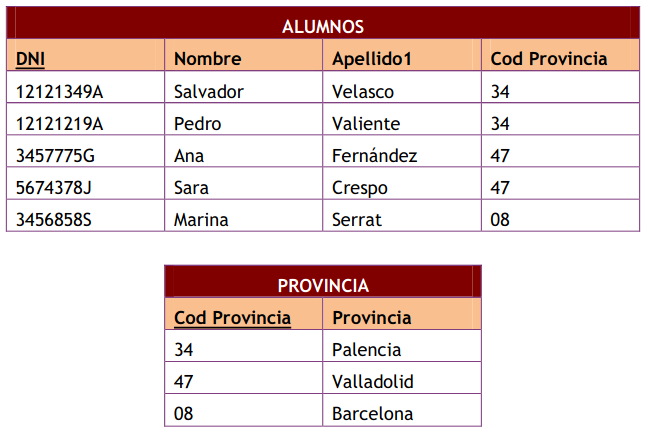 ALUMNOS
DNI Nombre Apellido1 Cod Provincia
12121349A Salvador Velasco 34
12121219A Pedro Valiente 34
3457775G Ana Fernández 47
5674378J Sara Crespo 47
3456858S Marina Serrat 08
PROVINCIA
Cod Provincia Provincia
34 Palencia
47 Valladolid
08 Barcelona